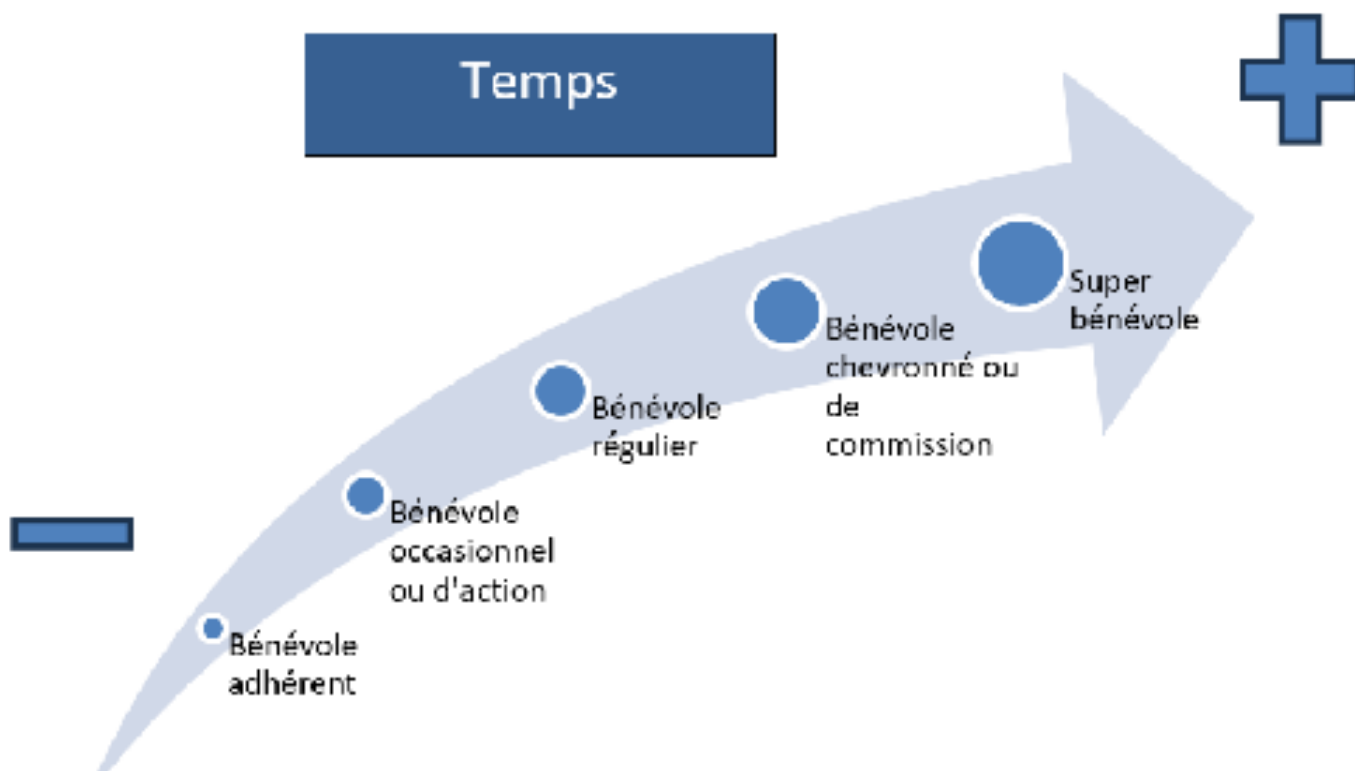 Temps
Super
bénévole
Bénévole
chevronné ou
de
commission
Bénévole
régulier
Bénévole
occasionnel
ou d'action
Bénévole
adhérent